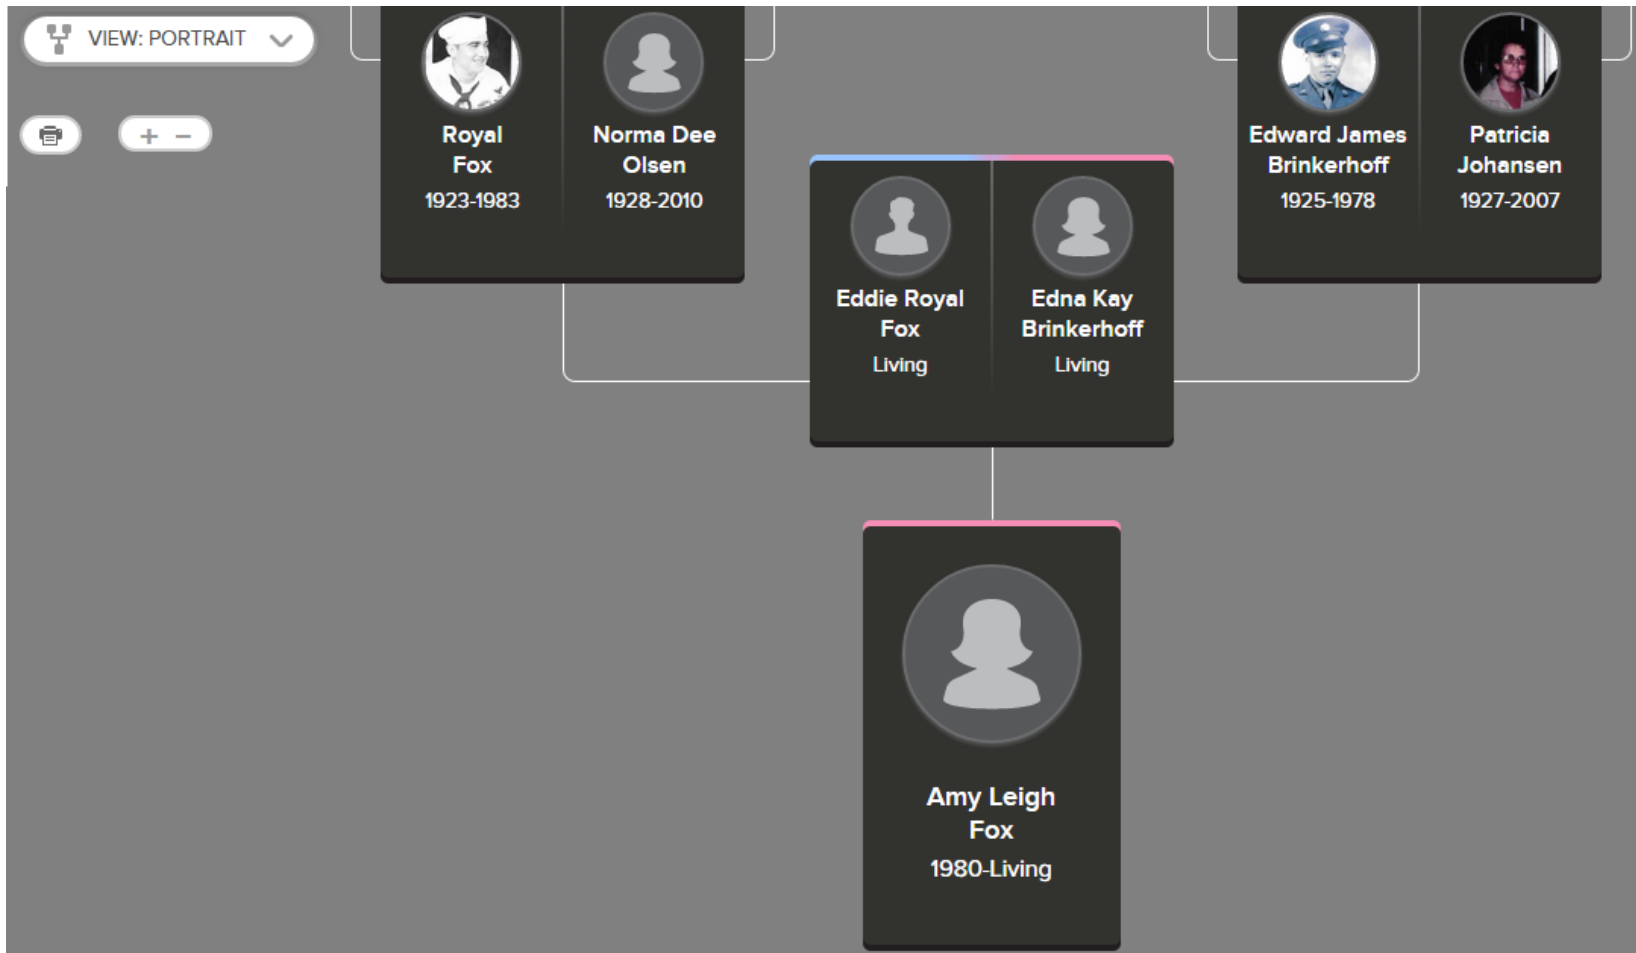 VIEW: PORTRAIT
+ −
Royal
Fox
1923-1983
Norma Dee
Olsen
1928-2010
Eddie Royal
Fox
Living
Edna Kay
Brinkerhoff
Living
Edward James
Brinkerhoff
1925-1978
Patricia
Johansen
1927-2007
Amy Leigh
Fox
1980-Living